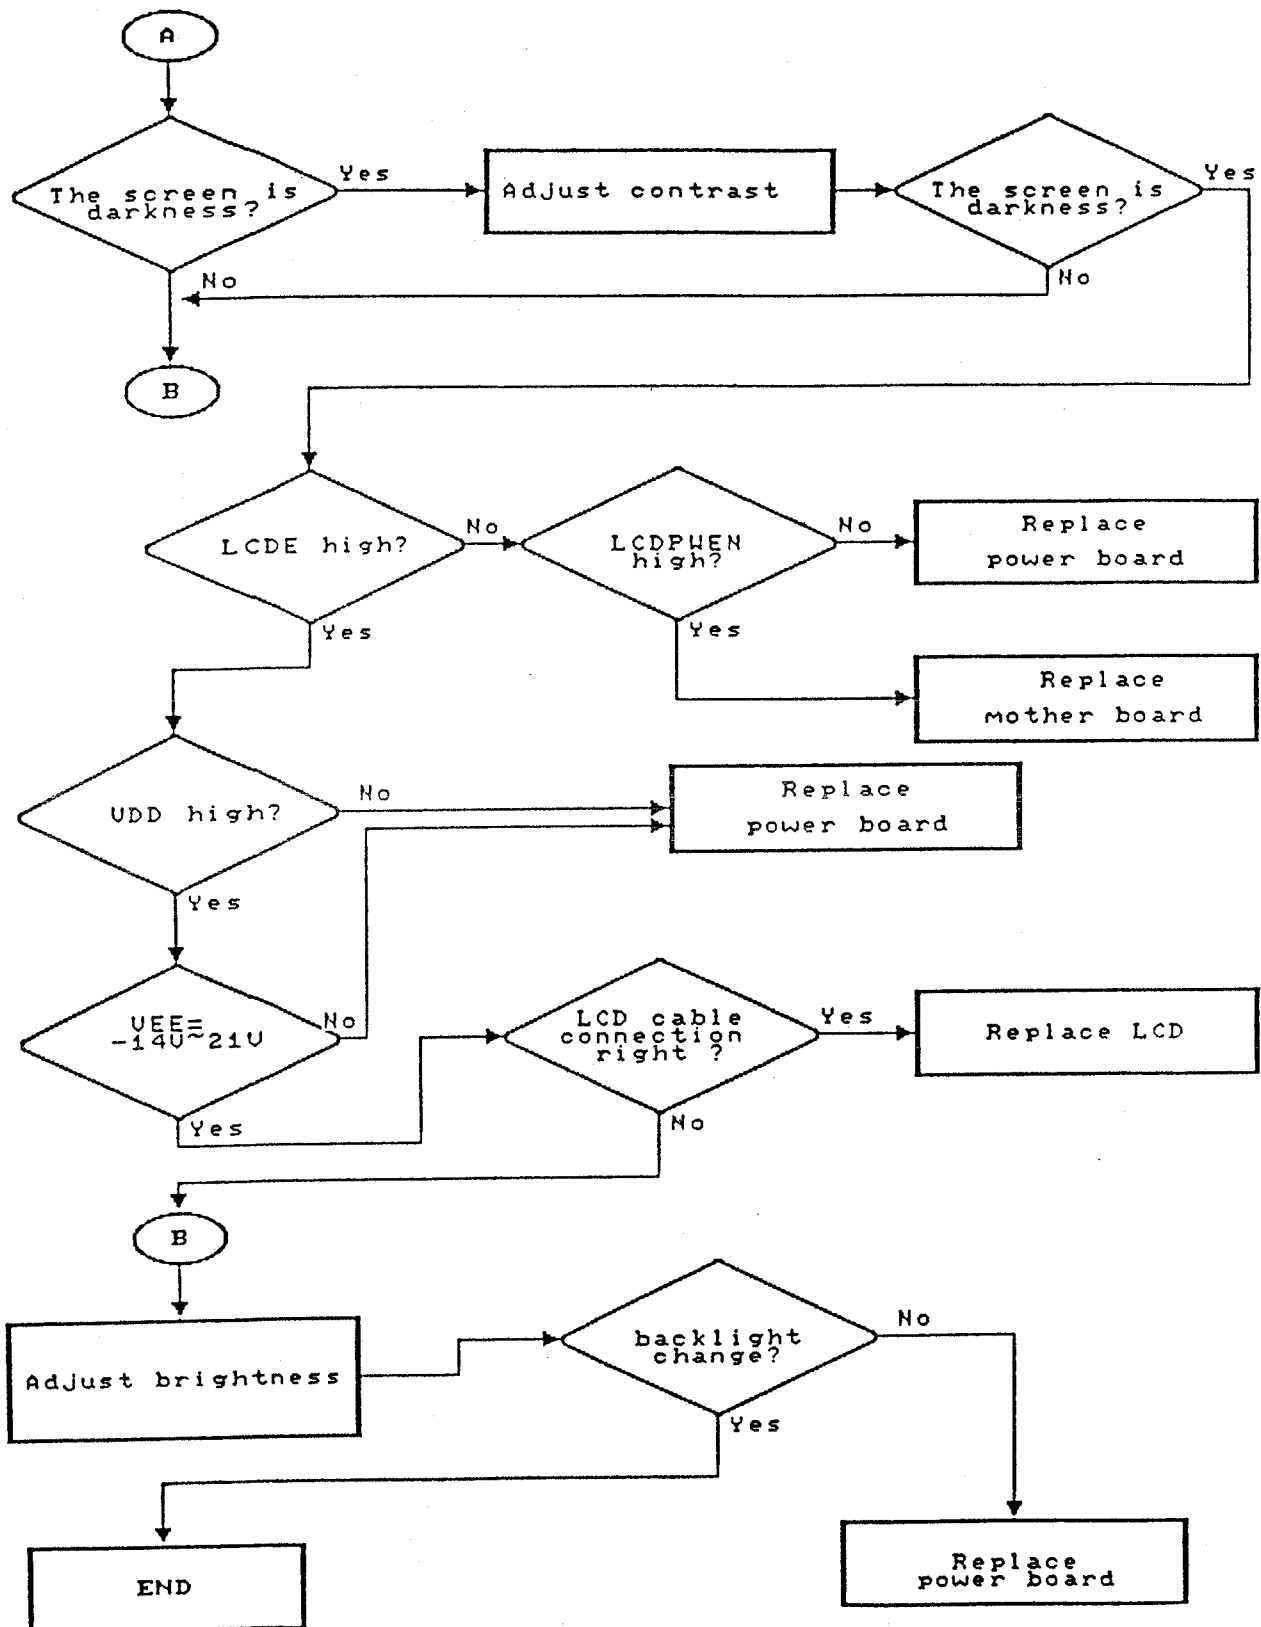 A
The screen is
darkness?
Yes
Adjust contrast
The screen is
darkness?
Yes
No
No
B
LCDE high?
No
LCDPWEN
high?
No
Replace
power board
Yes
Yes
Replace
mother board
VDD high?
No
Replace
power board
Yes
VEE=
-14V~21V
No
LCD cable
connection
right ?
Yes
Replace LCD
Yes
No
B
Adjust brightness
backlight
change?
No
Yes
END
Replace
power board